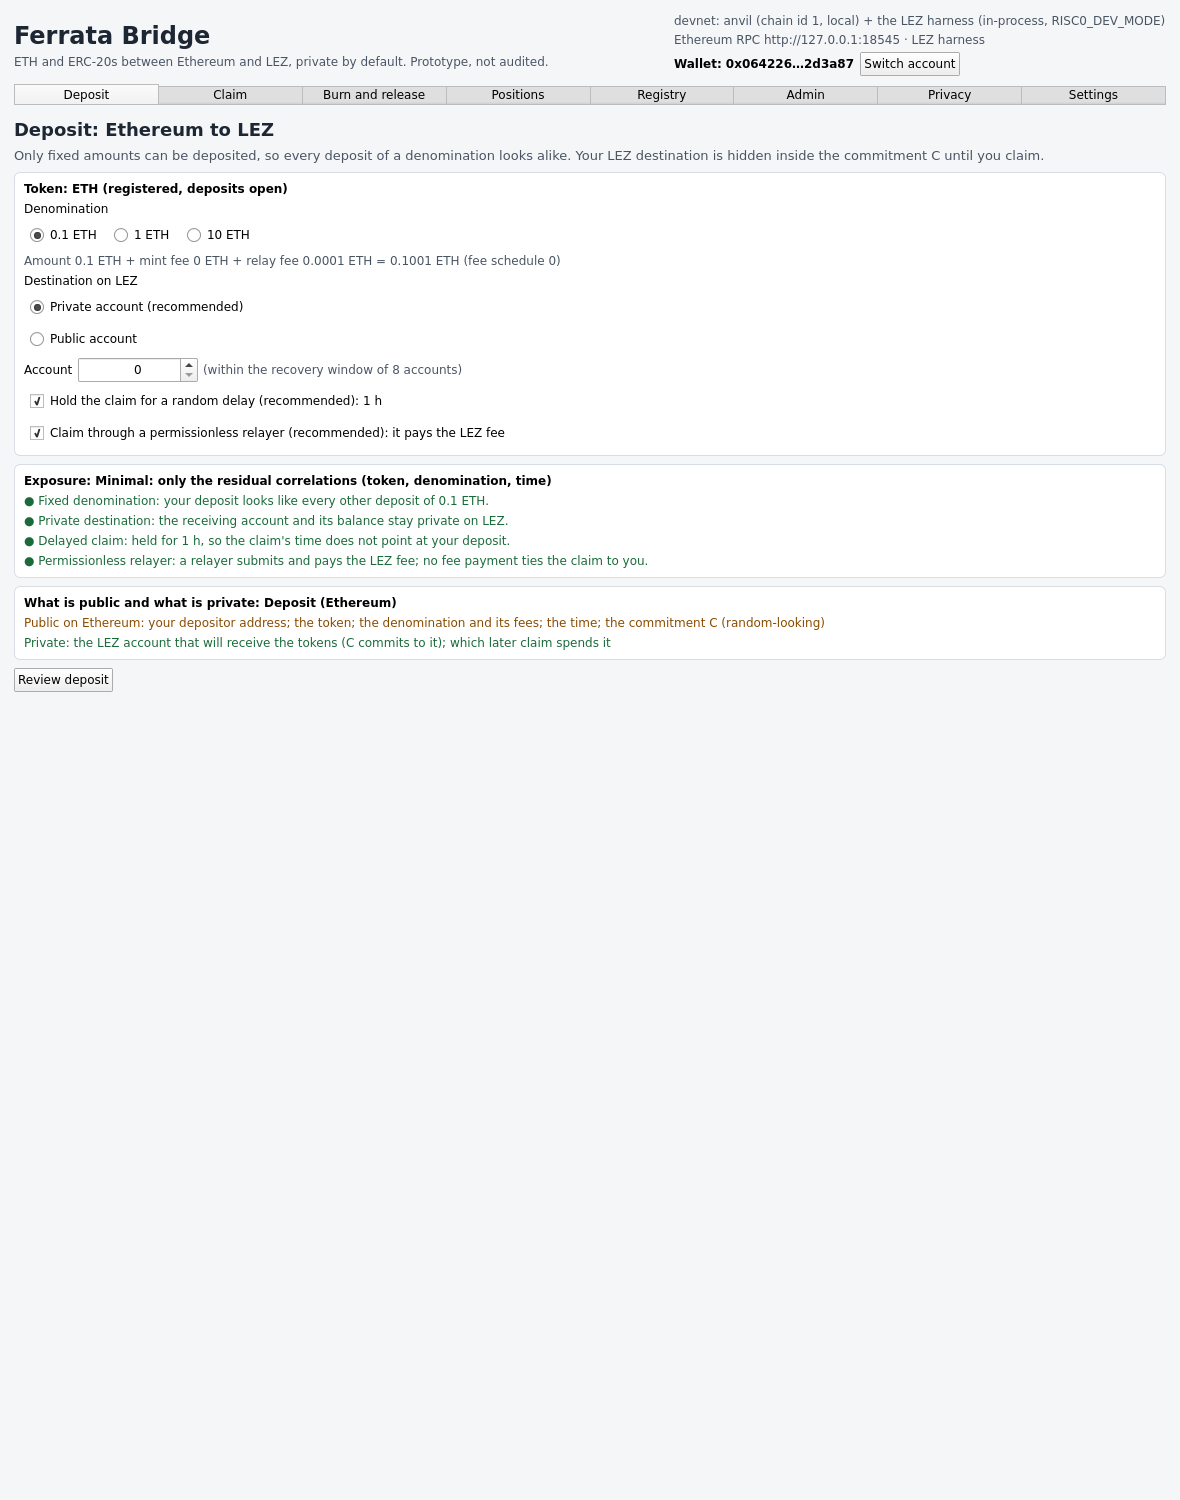 Ferrata Bridge
ETH and ERC-20s between Ethereum and LEZ, private by default. Prototype, not audited.
devnet: anvil (chain id 1, local) + the LEZ harness (in-process, RISC0_DEV_MODE)
Ethereum RPC http://127.0.0.1:18545 · LEZ harness
Wallet: 0x064226…2d3a87 Switch account
Deposit Claim Burn and release Positions Registry Admin Privacy Settings
Deposit: Ethereum to LEZ
Only fixed amounts can be deposited, so every deposit of a denomination looks alike. Your LEZ destination is hidden inside the commitment C until you claim.
Token: ETH (registered, deposits open)
Denomination
0.1 ETH 1 ETH 10 ETH
Amount 0.1 ETH + mint fee 0 ETH + relay fee 0.0001 ETH = 0.1001 ETH (fee schedule 0)
Destination on LEZ
Private account (recommended)
Public account
Account 0 (within the recovery window of 8 accounts)
Hold the claim for a random delay (recommended): 1 h
Claim through a permissionless relayer (recommended): it pays the LEZ fee
Exposure: Minimal: only the residual correlations (token, denomination, time)
● Fixed denomination: your deposit looks like every other deposit of 0.1 ETH.
● Private destination: the receiving account and its balance stay private on LEZ.
● Delayed claim: held for 1 h, so the claim's time does not point at your deposit.
● Permissionless relayer: a relayer submits and pays the LEZ fee; no fee payment ties the claim to you.
What is public and what is private: Deposit (Ethereum)
Public on Ethereum: your depositor address; the token; the denomination and its fees; the time; the commitment C (random-looking)
Private: the LEZ account that will receive the tokens (C commits to it); which later claim spends it
Review deposit